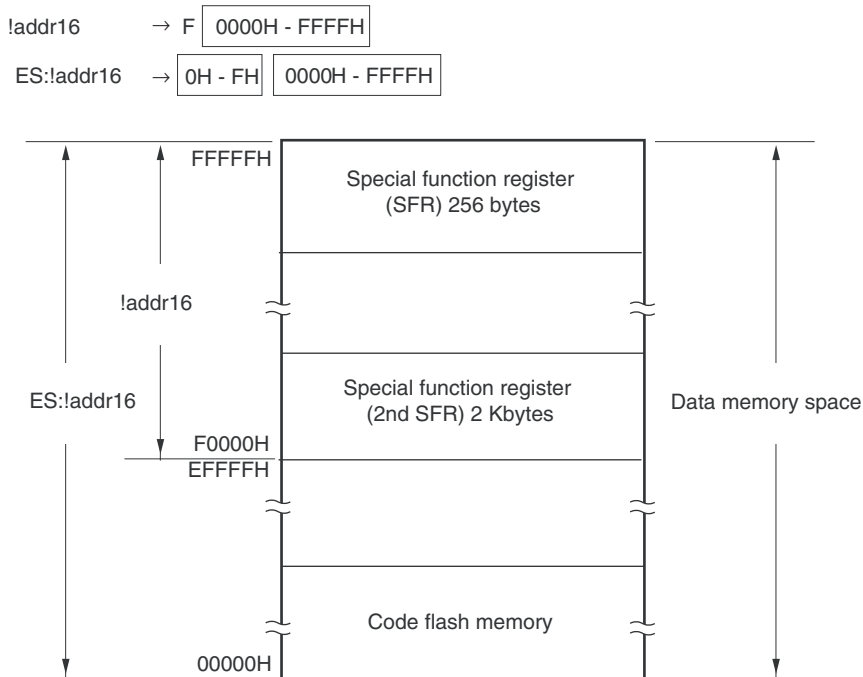 !addr16 → F 0000H - FFFFH
ES:!addr16 → 0H - FH 0000H - FFFFH
FFFFFH
Special function register
(SFR) 256 bytes
!addr16
Special function register
(2nd SFR) 2 Kbytes
ES:!addr16
Data memory space
F0000H
EFFFFH
Code flash memory
00000H